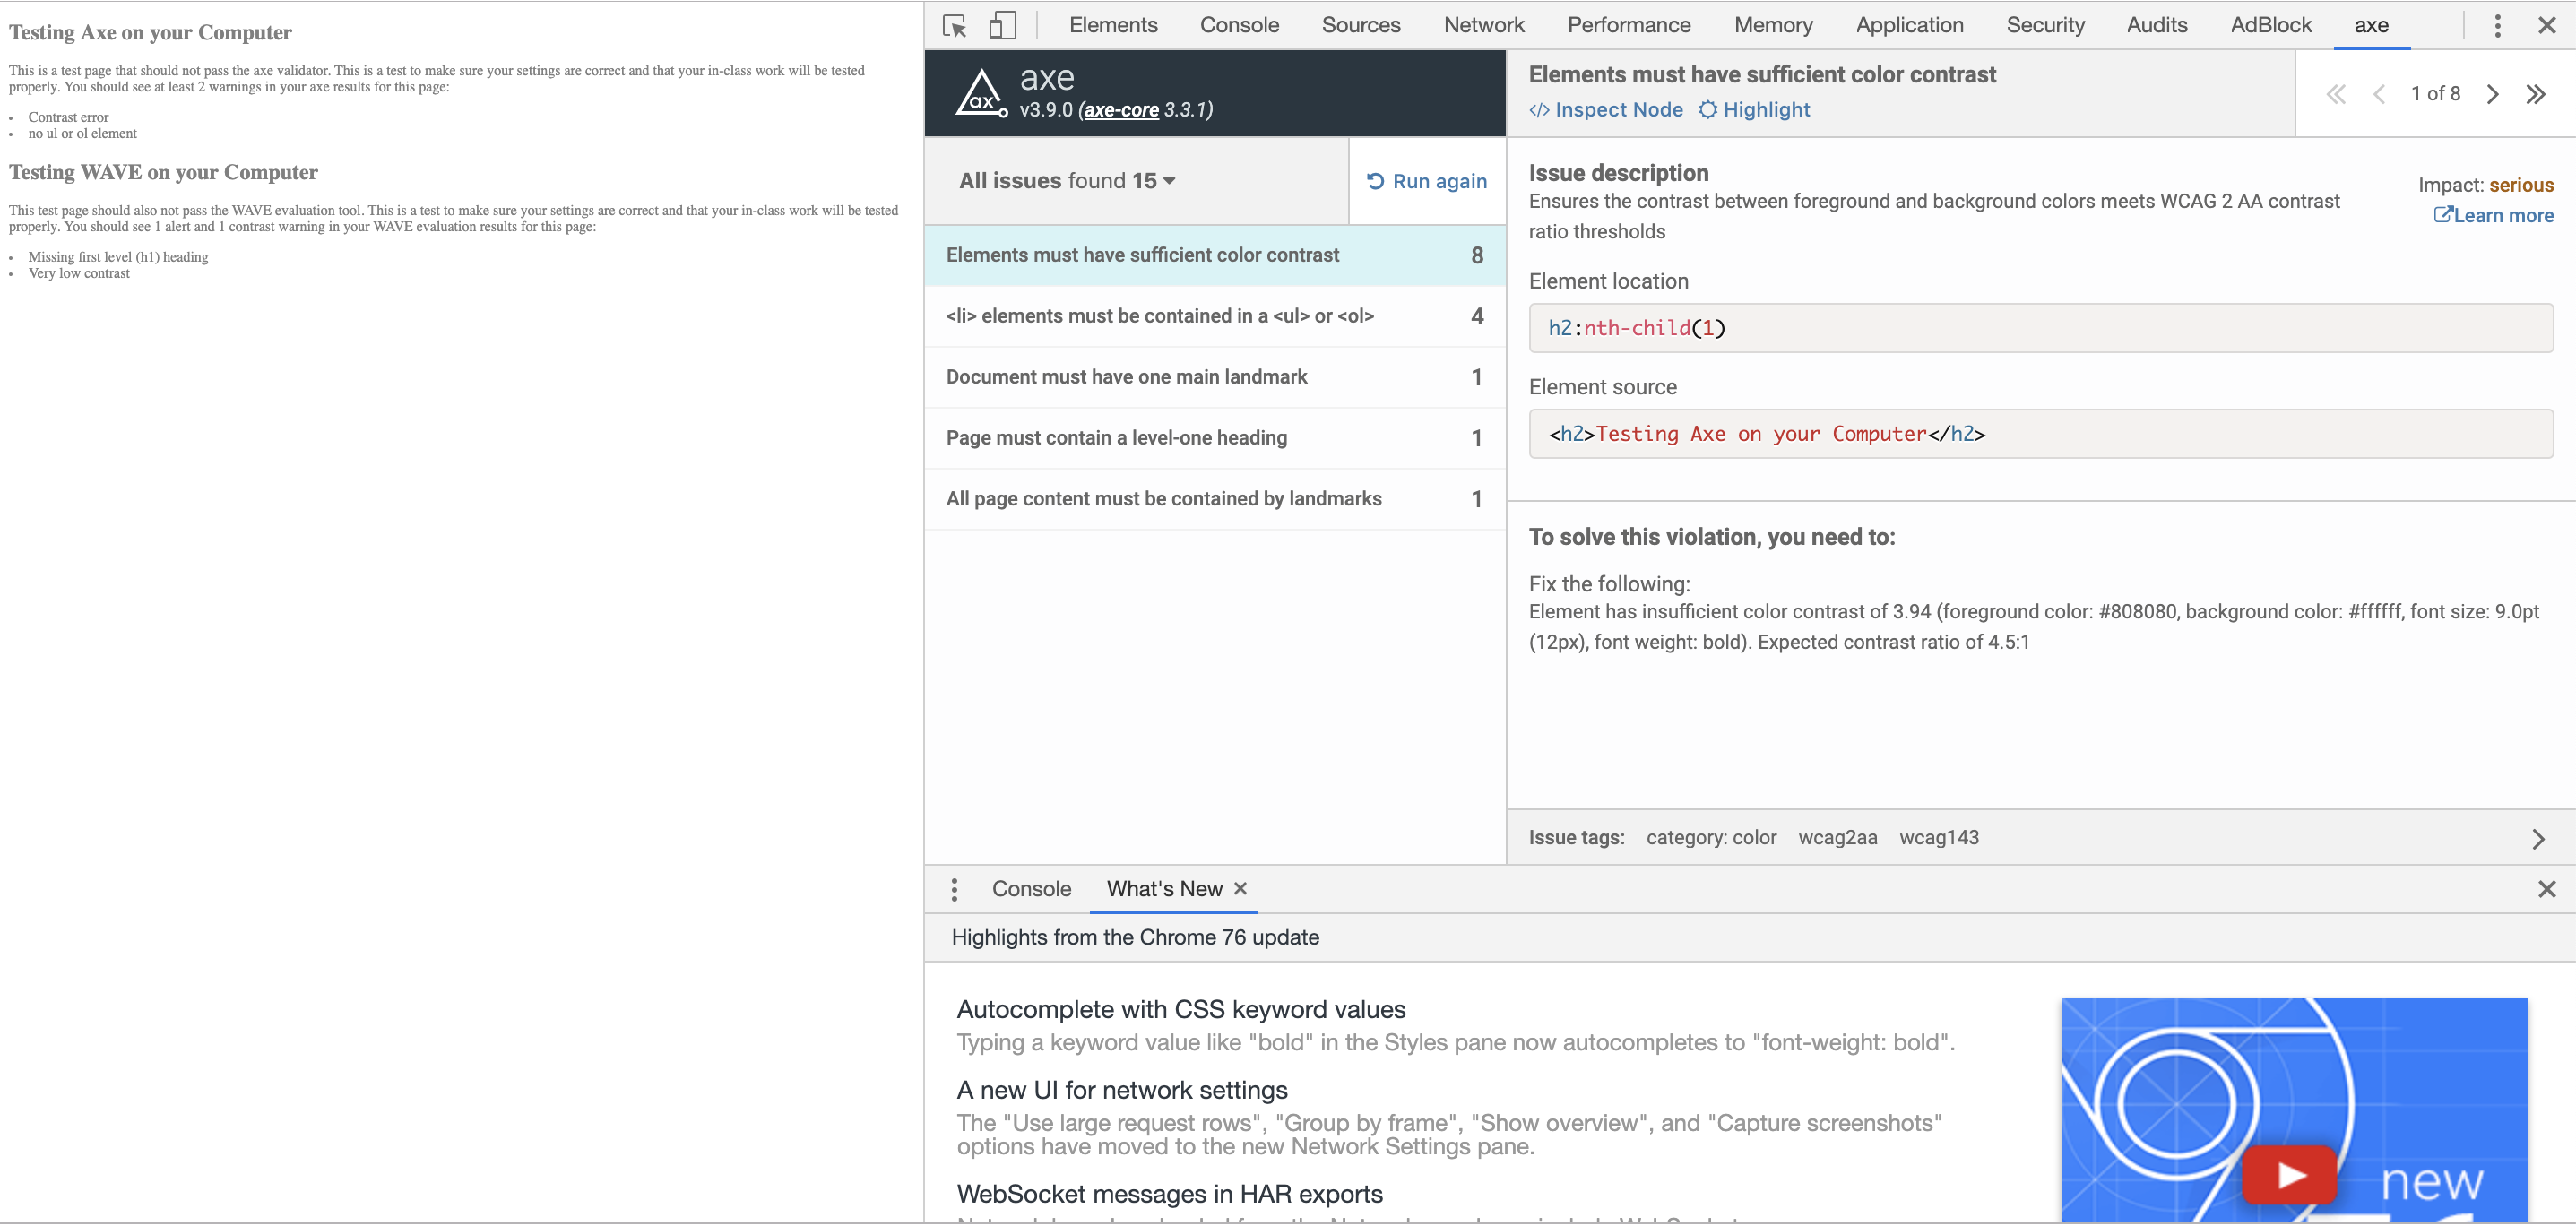 Testing Axe on your Computer
This is a test page that should not pass the axe validator. This is a test to make sure your settings are correct and that your in-class work will be tested
properly. You should see at least 2 warnings in your axe results for this page:
• Contrast error
• no ul or ol element
Testing WAVE on your Computer
This test page should also not pass the WAVE evaluation tool. This is a test to make sure your settings are correct and that your in-class work will be tested
properly. You should see 1 alert and 1 contrast warning in your WAVE evaluation results for this page:
• Missing first level (h1) heading
• Very low contrast
Elements Console Sources Network Performance Memory Application Security Audits AdBlock axe
ax
axe
v3.9.0 (axe-core 3.3.1)
All issues found 15
Run again
Elements must have sufficient color contrast 8
<li> elements must be contained in a <ul> or <ol> 4
Document must have one main landmark 1
Page must contain a level-one heading 1
All page content must be contained by landmarks 1
Elements must have sufficient color contrast
</> Inspect Node Highlight
1 of 8
Issue description
Ensures the contrast between foreground and background colors meets WCAG 2 AA contrast
ratio thresholds
Impact: serious
Learn more
Element location
h2:nth-child(1)
Element source
<h2>Testing Axe on your Computer</h2>
To solve this violation, you need to:
Fix the following:
Element has insufficient color contrast of 3.94 (foreground color: #808080, background color: #ffffff, font size: 9.0pt
(12px), font weight: bold). Expected contrast ratio of 4.5:1
Issue tags: category: color wcag2aa wcag143
Console What's New
Highlights from the Chrome 76 update
Autocomplete with CSS keyword values
Typing a keyword value like "bold" in the Styles pane now autocompletes to "font-weight: bold".
A new UI for network settings
The "Use large request rows", "Group by frame", "Show overview", and "Capture screenshots"
options have moved to the new Network Settings pane.
WebSocket messages in HAR exports
new